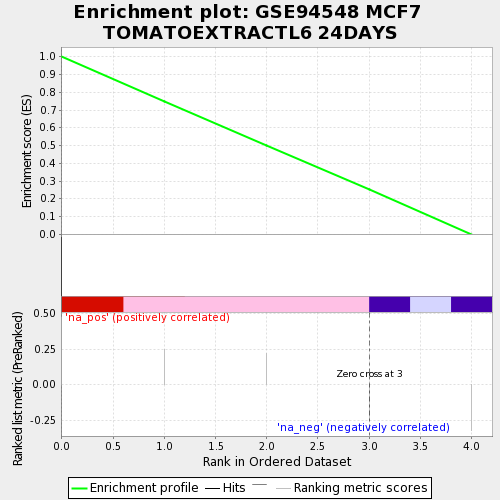 Enrichment plot: GSE94548 MCF7
TOMATOEXTRACTL6 24DAYS
Enrichment score (ES)
1.0
0.9
0.8
0.7
0.6
0.5
0.4
0.3
0.2
0.1
0.0
'na_pos' (positively correlated)
Ranked list metric (PreRanked)
0.50
0.25
0.00
-0.25
Zero cross at 3
'na_neg' (negatively correlated)
0.0 0.5 1.0 1.5 2.0 2.5 3.0 3.5 4.0
Rank in Ordered Dataset
Enrichment profile Hits Ranking metric scores